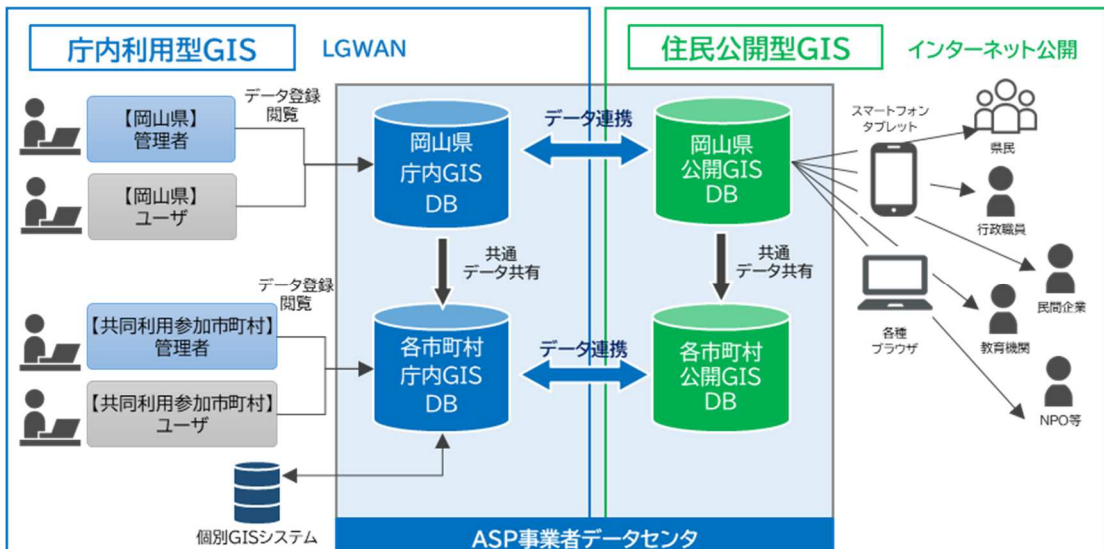 庁内利用型GIS
LGWAN
住民公開型GIS
インターネット公開
データ登録
閲覧
【岡山県】
管理者
【岡山県】
ユーザ
岡山県
庁内GIS
DB
データ連携
岡山県
公開GIS
DB
スマートフォン
タブレット
県民
行政職員
民間企業
各種
ブラウザ
教育機関
NPO等
共通
データ共有
共通
データ共有
データ登録
閲覧
【共同利用参加市町村】
管理者
【共同利用参加市町村】
ユーザ
各市町村
庁内GIS
DB
データ連携
各市町村
公開GIS
DB
個別GISシステム
ASP事業者データセンタ